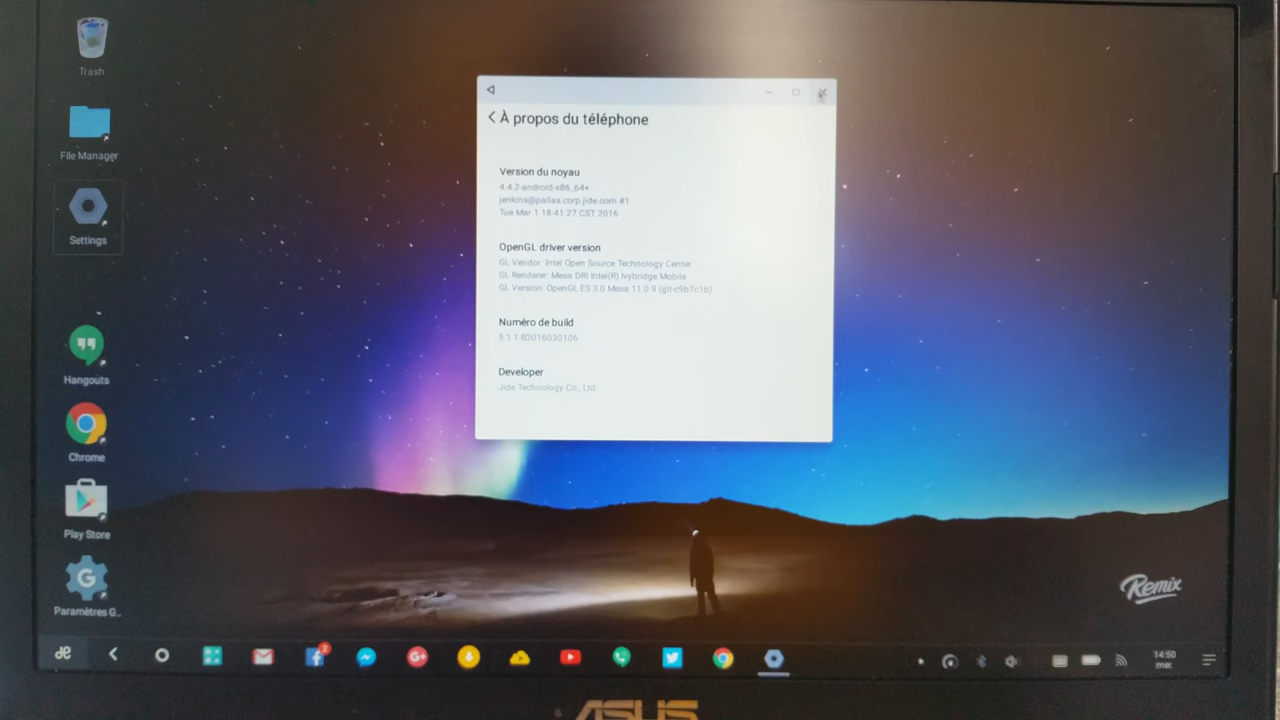 Trash
File Manager
Settings
Hangouts
Chrome
Play Store
Paramètres G..
À propos du téléphone
Version du noyau
4.4.2-android-x86_64+
jenkins@pallas.corp.jide.com #1
Tue Mar 1 18:41:27 CST 2016
OpenGL driver version
GL Vendor: Intel Open Source Technology Center
GL Renderer: Mesa DRI Intel(R) Ivybridge Mobile
GL Version: OpenGL ES 3.0 Mesa 11.0.9 (git-c9b7c1b)
Numéro de build
5.1.1-B2016030106
Developer
Jide Technology Co., Ltd
Remix
2
14:50
mar.
ASUS